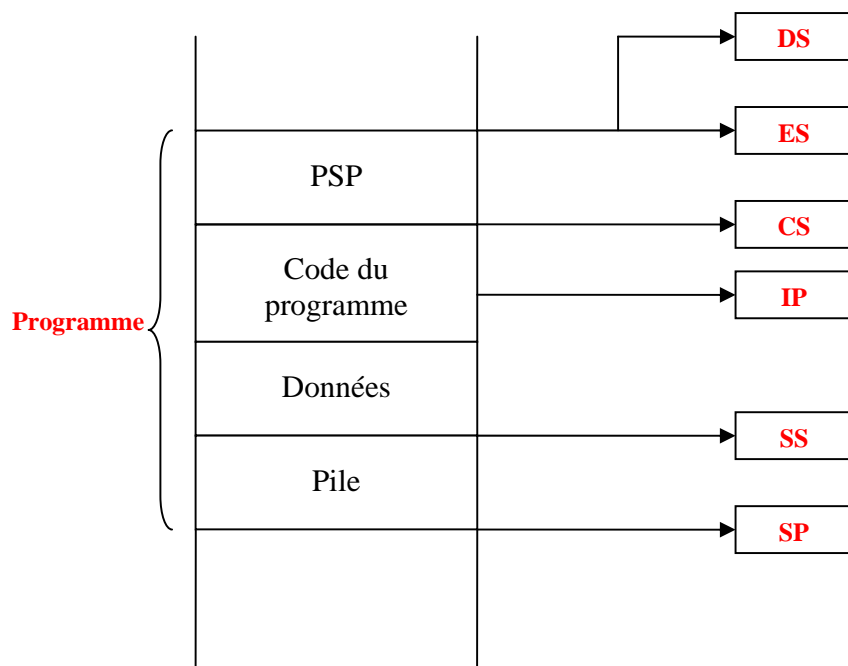 DS
ES
PSP
CS
Code du
programme
IP
Programme
Données
SS
Pile
SP